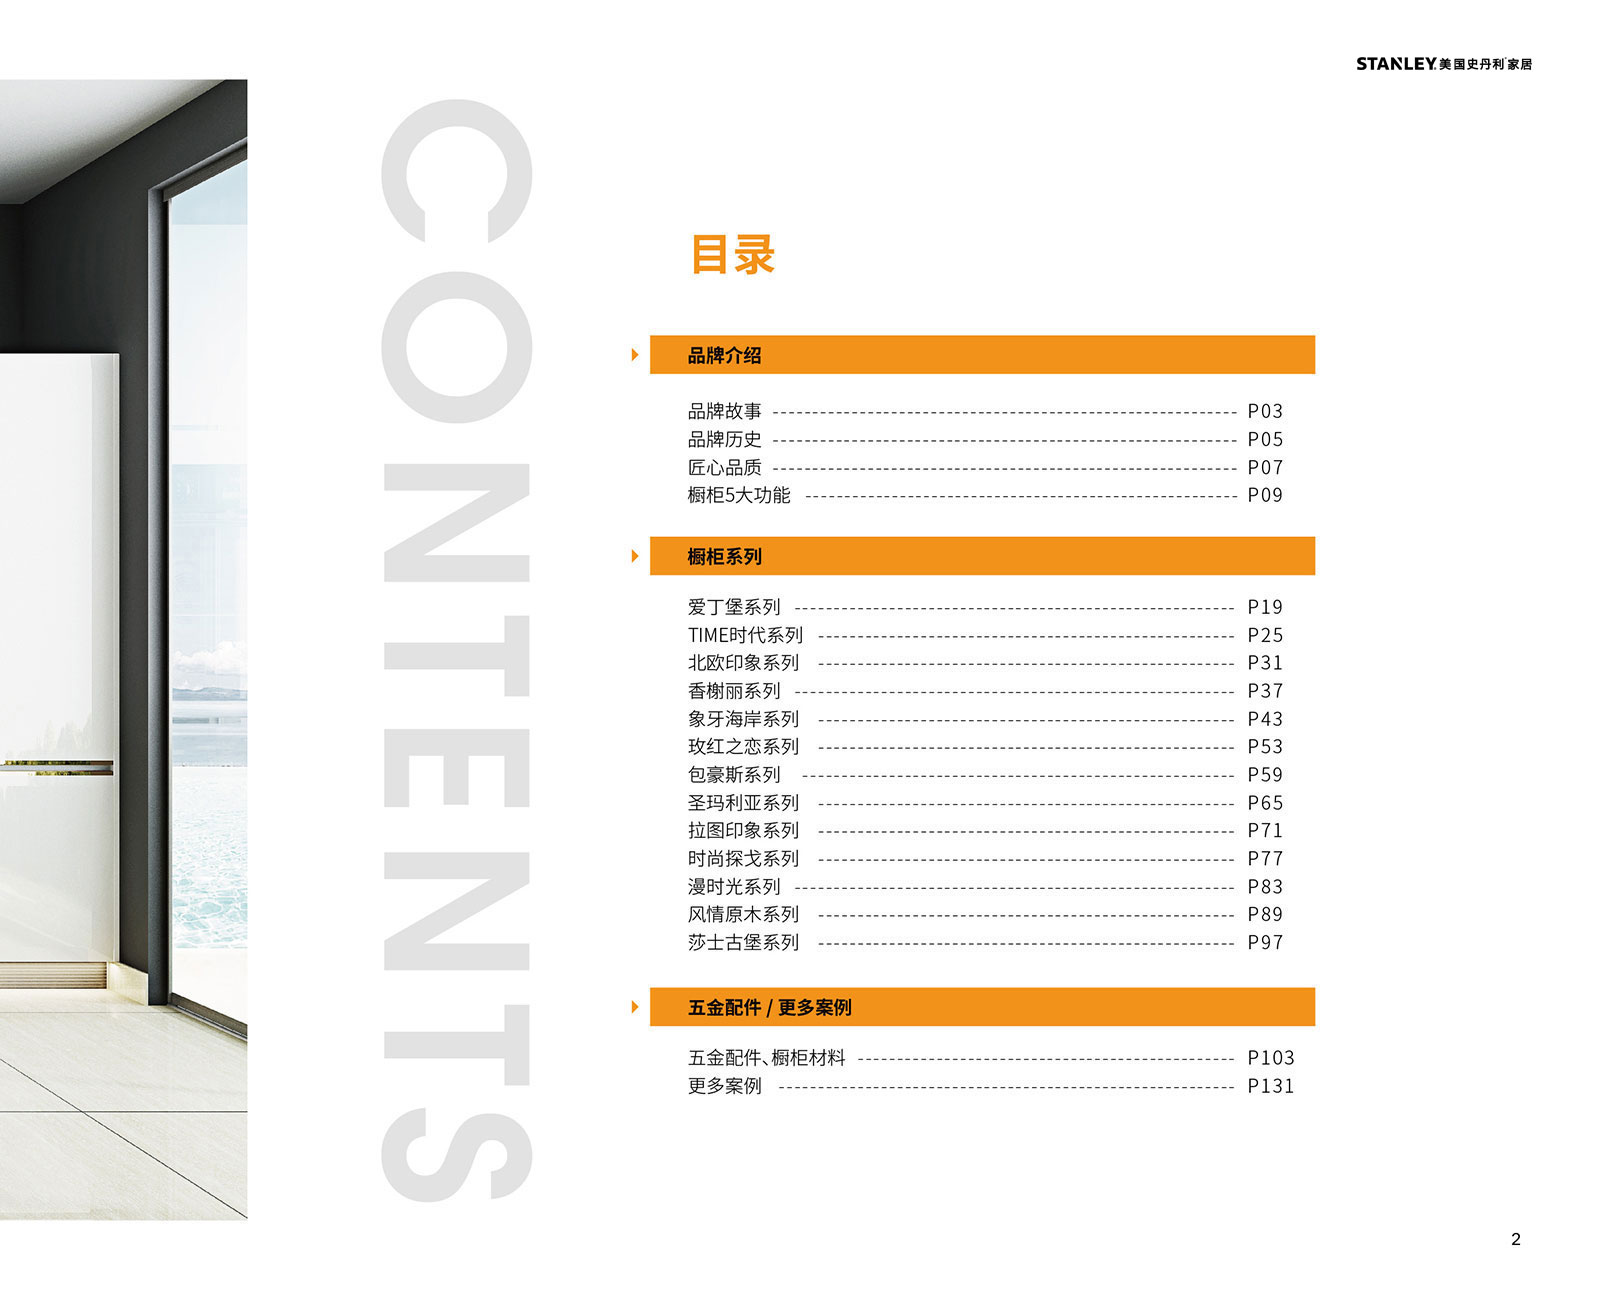 STANLEY. 美国史丹利家居
CONTENTS
目录
品牌介绍
品牌故事 P03
品牌历史 P05
匠心品质 P07
橱柜5大功能 P09
橱柜系列
爱丁堡系列 P19
TIME时代系列 P25
北欧印象系列 P31
香榭丽系列 P37
象牙海岸系列 P43
玫红之恋系列 P53
包豪斯系列 P59
圣玛利亚系列 P65
拉图印象系列 P71
时尚探戈系列 P77
漫时光系列 P83
风情原木系列 P89
莎士古堡系列 P97
五金配件 / 更多案例
五金配件、橱柜材料 P103
更多案例 P131
2